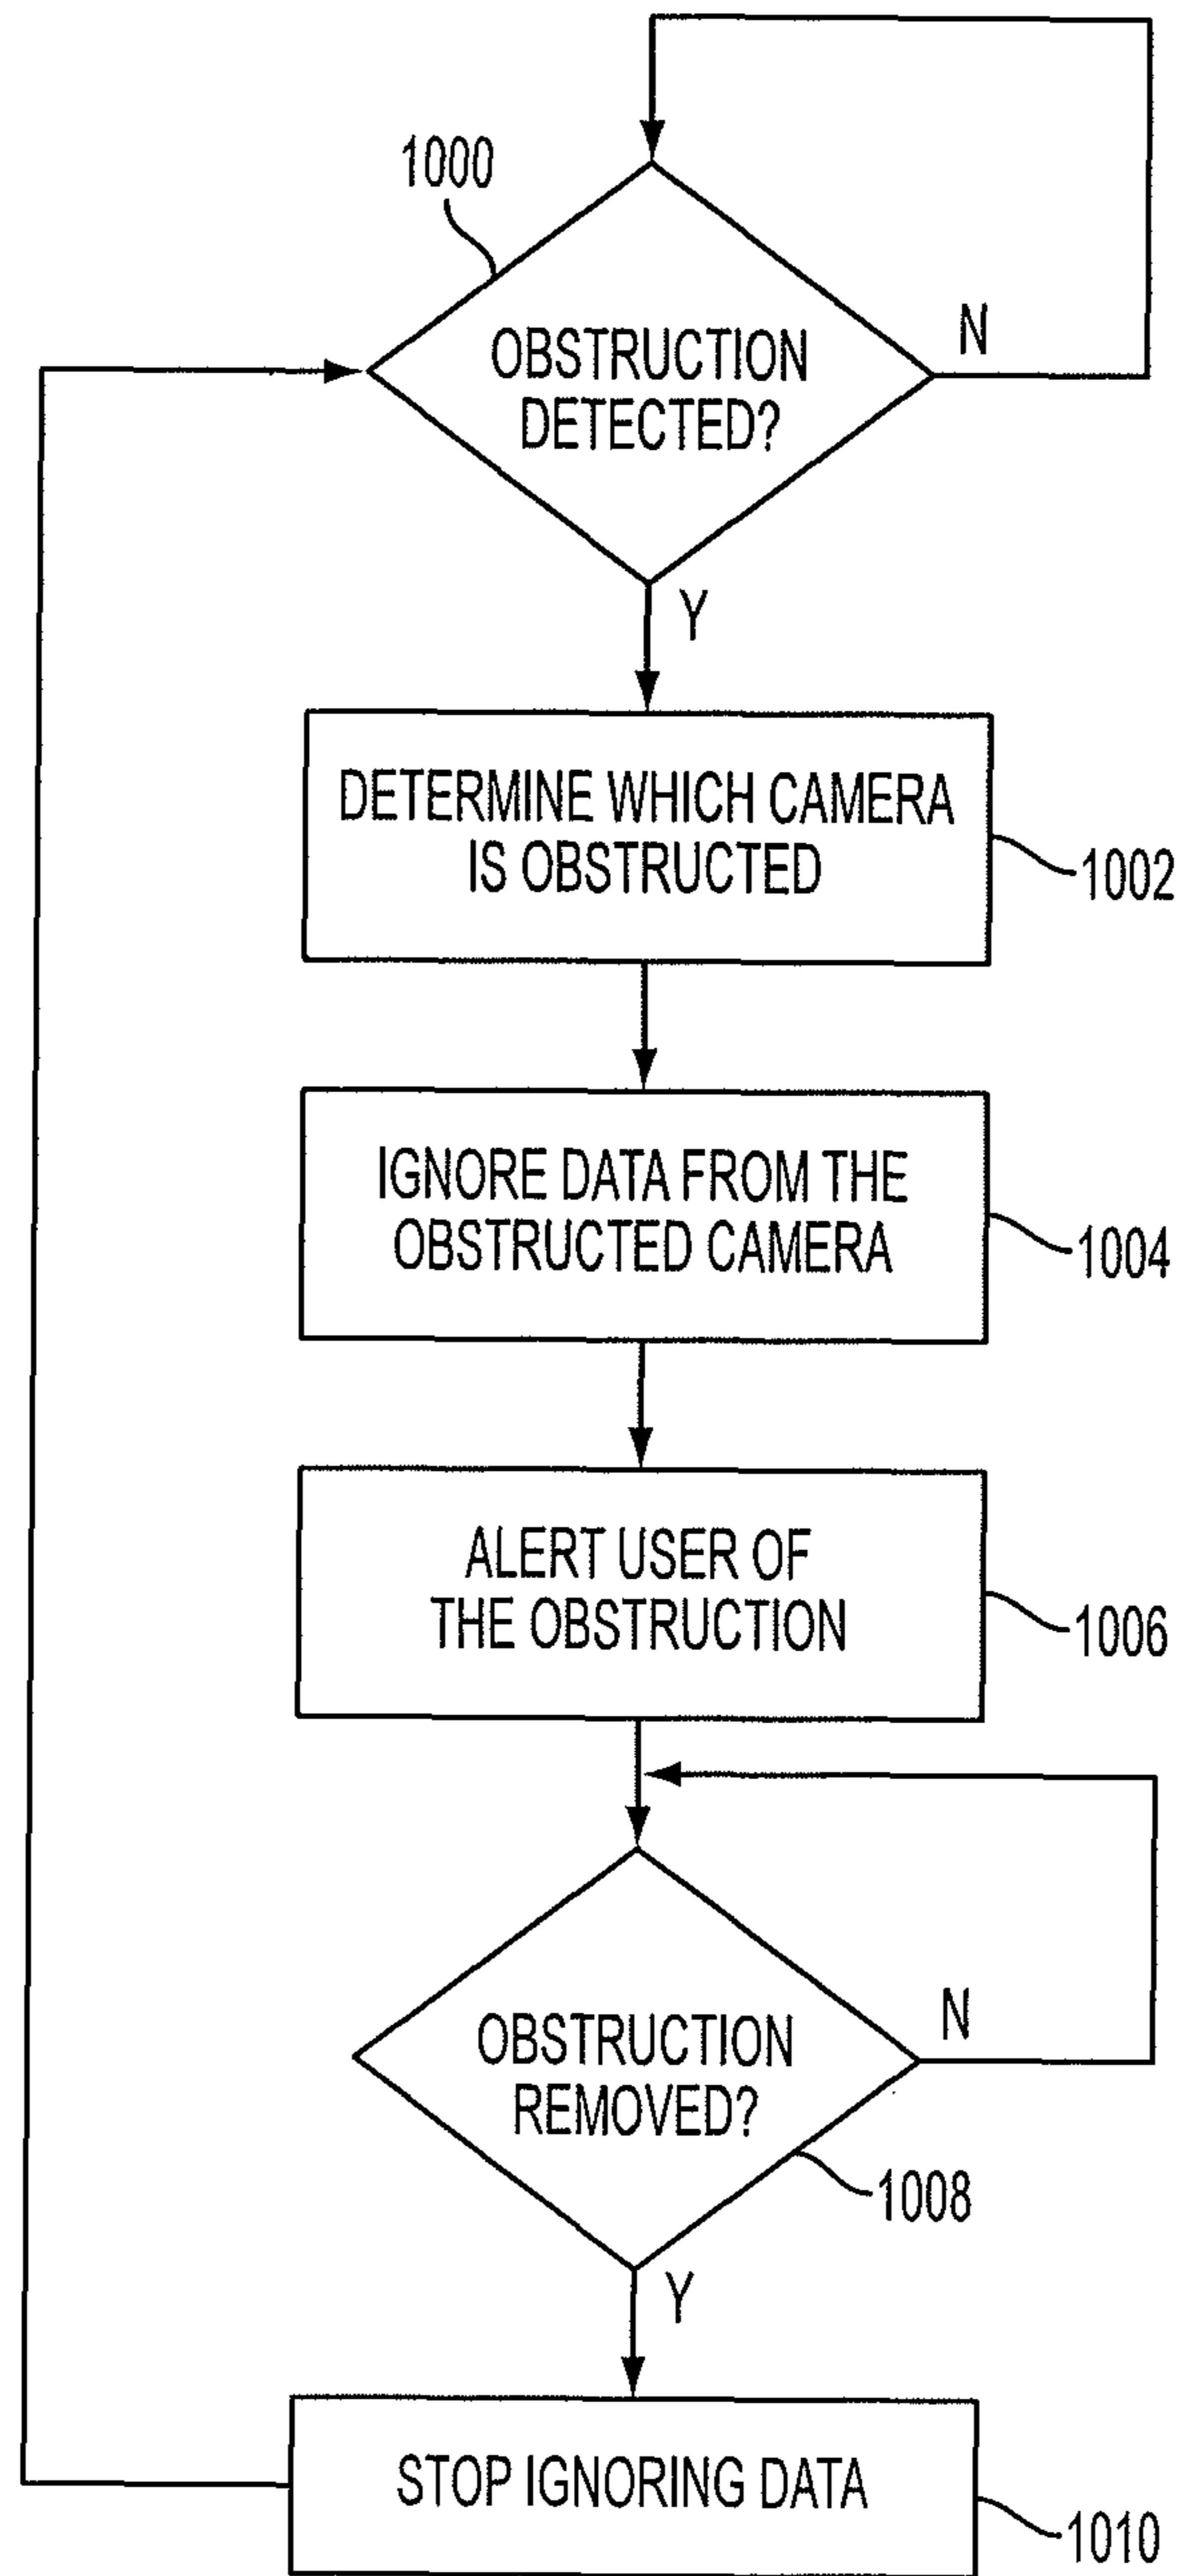 1000
OBSTRUCTION
DETECTED?
N
Y
DETERMINE WHICH CAMERA
IS OBSTRUCTED
1002
IGNORE DATA FROM THE
OBSTRUCTED CAMERA
1004
ALERT USER OF
THE OBSTRUCTION
1006
OBSTRUCTION
REMOVED?
N
1008
Y
STOP IGNORING DATA
1010